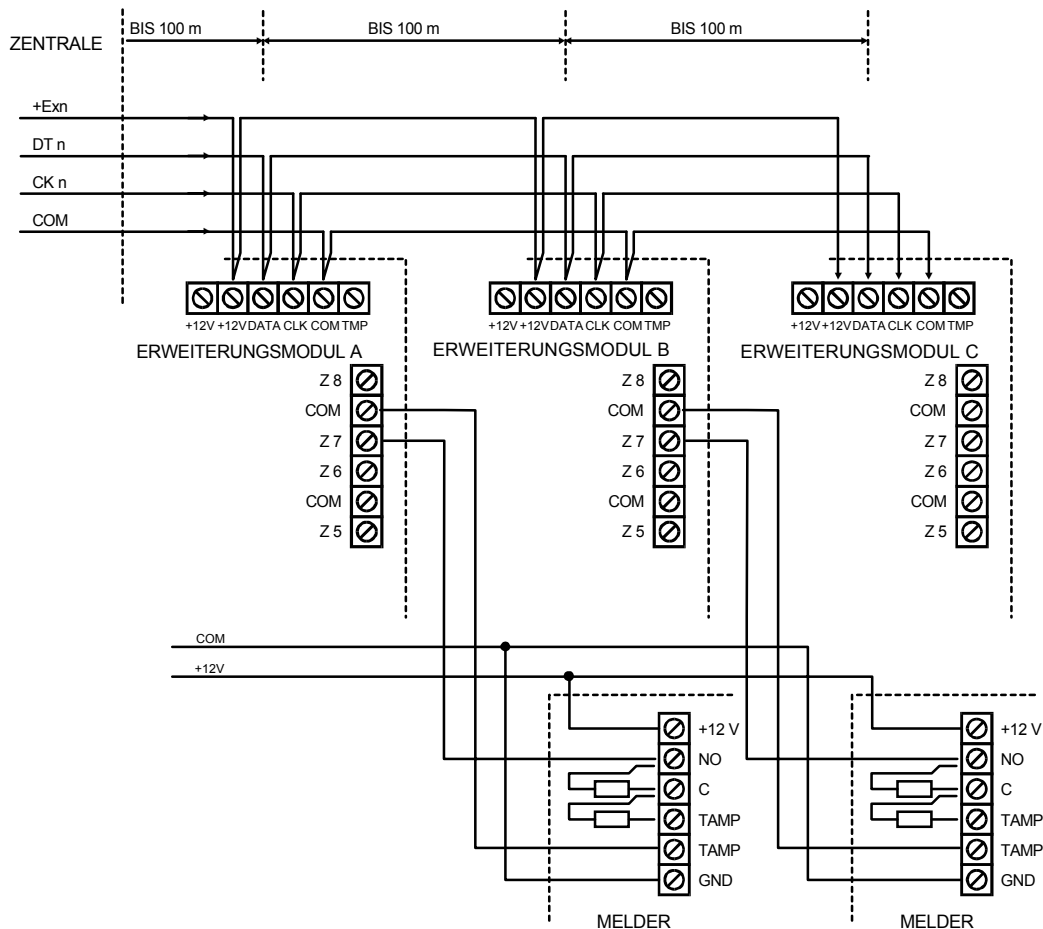 BIS 100 m BIS 100 m BIS 100 m
ZENTRALE
+Exn
DT n
CK n
COM
+12V +12V DATA CLK COM TMP
+12V +12V DATA CLK COM TMP
+12V +12V DATA CLK COM TMP
ERWEITERUNGSMODUL A
ERWEITERUNGSMODUL B
ERWEITERUNGSMODUL C
Z 8
COM
Z 7
Z 6
COM
Z 5
Z 8
COM
Z 7
Z 6
COM
Z 5
Z 8
COM
Z 7
Z 6
COM
Z 5
COM
+12V
+12 V
NO
C
TAMP
TAMP
GND
MELDER
+12 V
NO
C
TAMP
TAMP
GND
MELDER